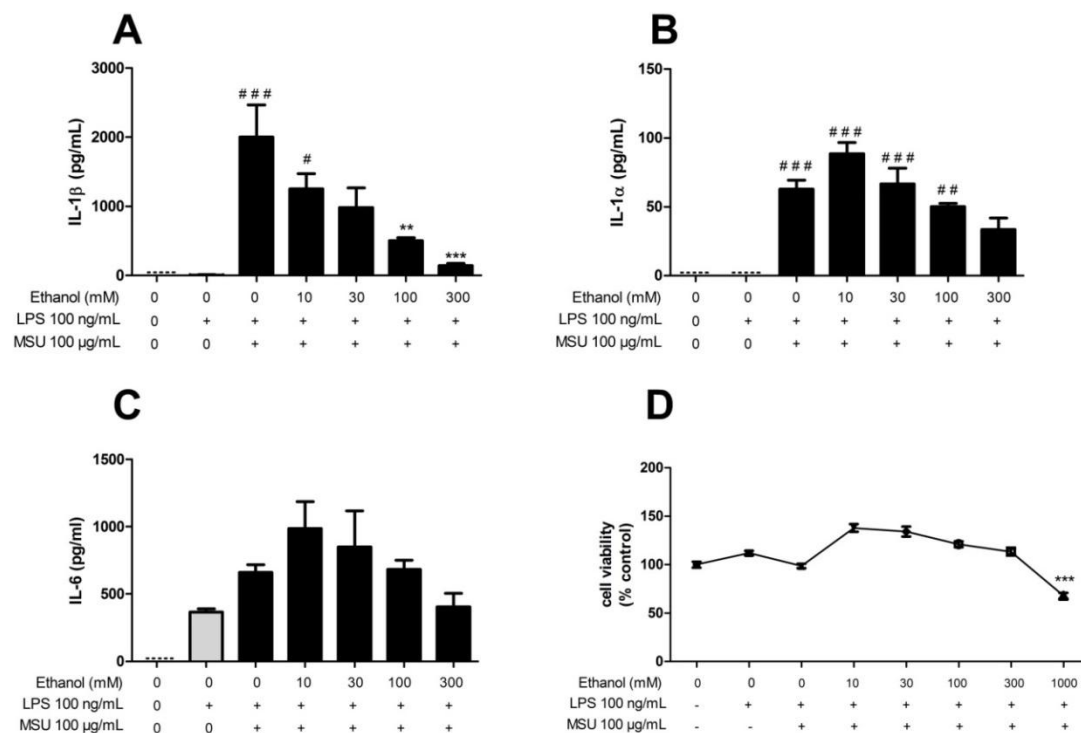 A
3000
2000
1000
0
IL-1β (pg/mL)
# # #
#
**
***
Ethanol (mM) 0 0 0 10 30 100 300
LPS 100 ng/mL 0 + + + + + +
MSU 100 µg/mL 0 0 + + + + +
B
150
100
50
0
IL-1α (pg/mL)
# # #
# # #
# # #
# #
Ethanol (mM) 0 0 0 10 30 100 300
LPS 100 ng/mL 0 + + + + + +
MSU 100 µg/mL 0 0 + + + + +
C
1500
1000
500
0
IL-6 (pg/ml)
Ethanol (mM) 0 0 0 10 30 100 300
LPS 100 ng/mL 0 + + + + + +
MSU 100 µg/mL 0 0 + + + + +
D
200
150
100
50
0
cell viability
(% control)
***
Ethanol (mM) 0 0 0 10 30 100 300 1000
LPS 100 ng/mL - + + + + + + +
MSU 100 µg/mL - - + + + + + +